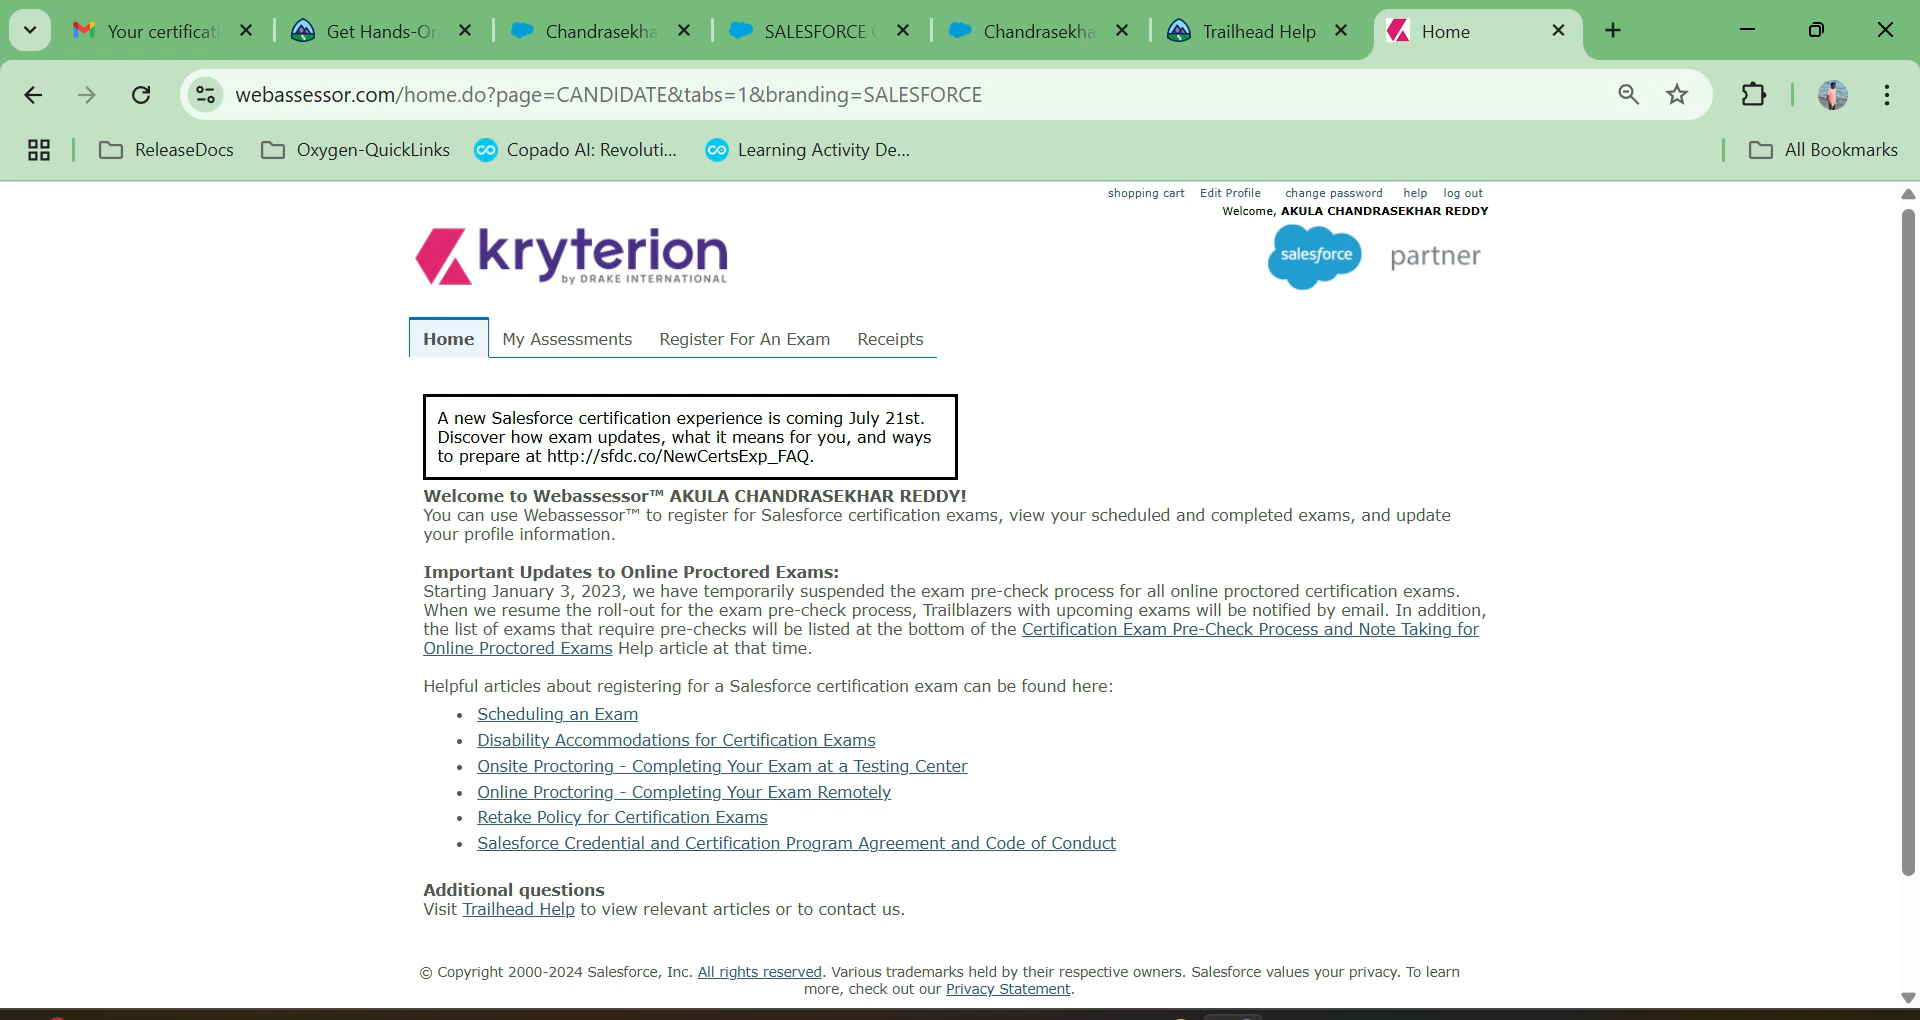 Your certificat
Get Hands-On
Chandrasekha
SALESFORCE C
Chandrasekha
Trailhead Help
Home
webassessor.com/home.do?page=CANDIDATE&tabs=1&branding=SALESFORCE
ReleaseDocs
Oxygen-QuickLinks
Copado AI: Revoluti...
Learning Activity De...
All Bookmarks
shopping cart Edit Profile change password help log out
Welcome, AKULA CHANDRASEKHAR REDDY
kryterion
by DRAKE INTERNATIONAL
salesforce partner
Home My Assessments Register For An Exam Receipts
A new Salesforce certification experience is coming July 21st.
Discover how exam updates, what it means for you, and ways
to prepare at http://sfdc.co/NewCertsExp_FAQ.
Welcome to Webassessor™ AKULA CHANDRASEKHAR REDDY!
You can use Webassessor™ to register for Salesforce certification exams, view your scheduled and completed exams, and update
your profile information.
Important Updates to Online Proctored Exams:
Starting January 3, 2023, we have temporarily suspended the exam pre-check process for all online proctored certification exams.
When we resume the roll-out for the exam pre-check process, Trailblazers with upcoming exams will be notified by email. In addition,
the list of exams that require pre-checks will be listed at the bottom of the Certification Exam Pre-Check Process and Note Taking for
Online Proctored Exams Help article at that time.
Helpful articles about registering for a Salesforce certification exam can be found here:
• Scheduling an Exam
• Disability Accommodations for Certification Exams
• Onsite Proctoring - Completing Your Exam at a Testing Center
• Online Proctoring - Completing Your Exam Remotely
• Retake Policy for Certification Exams
• Salesforce Credential and Certification Program Agreement and Code of Conduct
Additional questions
Visit Trailhead Help to view relevant articles or to contact us.
© Copyright 2000-2024 Salesforce, Inc. All rights reserved. Various trademarks held by their respective owners. Salesforce values your privacy. To learn
more, check out our Privacy Statement.